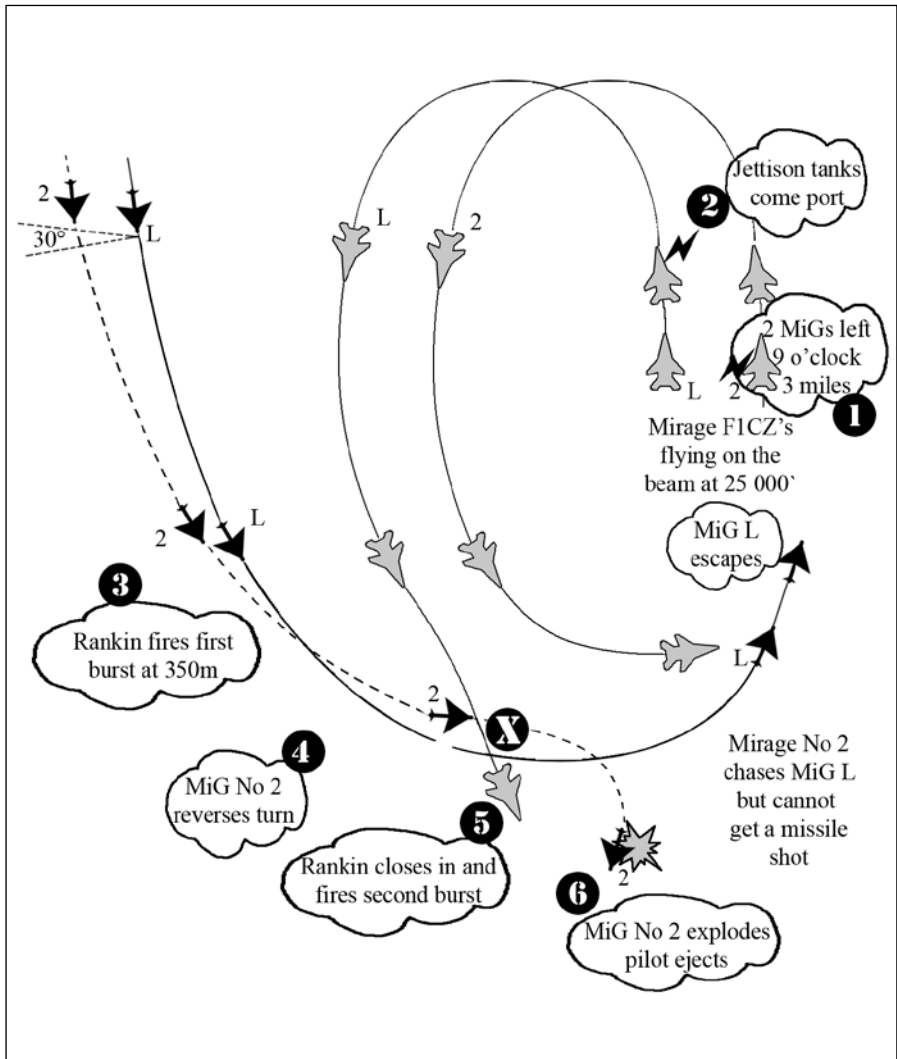 Jettison tanks
come port
2
2
L
2
2
L
30°
2 MiGs left
9 o’clock
3 miles
L
2
1
Mirage F1CZ's
flying on the
beam at 25 000`
MiG L
escapes
L
2
3
Rankin fires first
burst at 350m
L
2
X
4
MiG No 2
reverses turn
Mirage No 2
chases MiG L
but cannot
get a missile
shot
5
Rankin closes in and
fires second burst
2
6
MiG No 2 explodes
pilot ejects